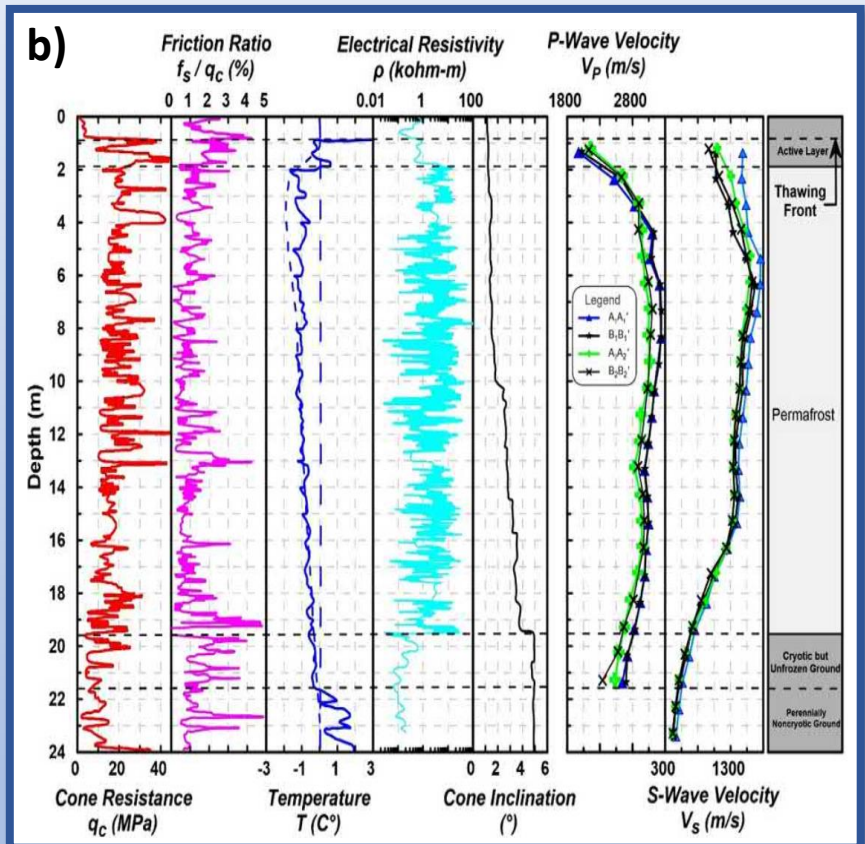 b)
Friction Ratio
fs / qc (%)
Electrical Resistivity
ρ (kohm-m)
P-Wave Velocity
VP (m/s)
0 1 2 3 4 5
0.01 1 100
1800 2800
Depth (m)
0
2
4
6
8
10
12
14
16
18
20
22
24
Active Layer
Thawing
Front
Legend
A₁A₁'
B₁B₁'
A₂A₂'
B₂B₂'
Permafrost
Cryotic but
Unfrozen Ground
Perennially
Noncryotic Ground
0 20 40
-3 -1 1 3
0 2 4 6
300 1300
Cone Resistance
qc (MPa)
Temperature
T (C°)
Cone Inclination
(°)
S-Wave Velocity
VS (m/s)